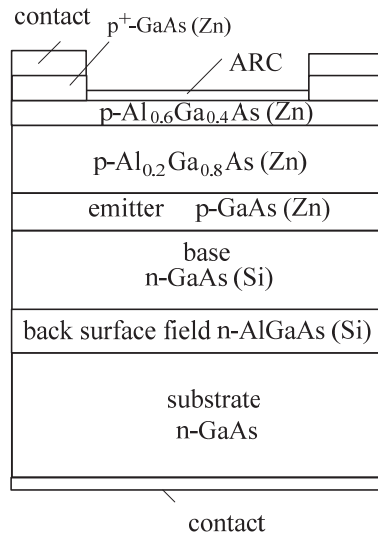 contact
p⁺-GaAs (Zn)
ARC
p-Al₀.₆Ga₀.₄As (Zn)
p-Al₀.₂Ga₀.₈As (Zn)
emitter p-GaAs (Zn)
base
n-GaAs (Si)
back surface field n-AlGaAs (Si)
substrate
n-GaAs
contact